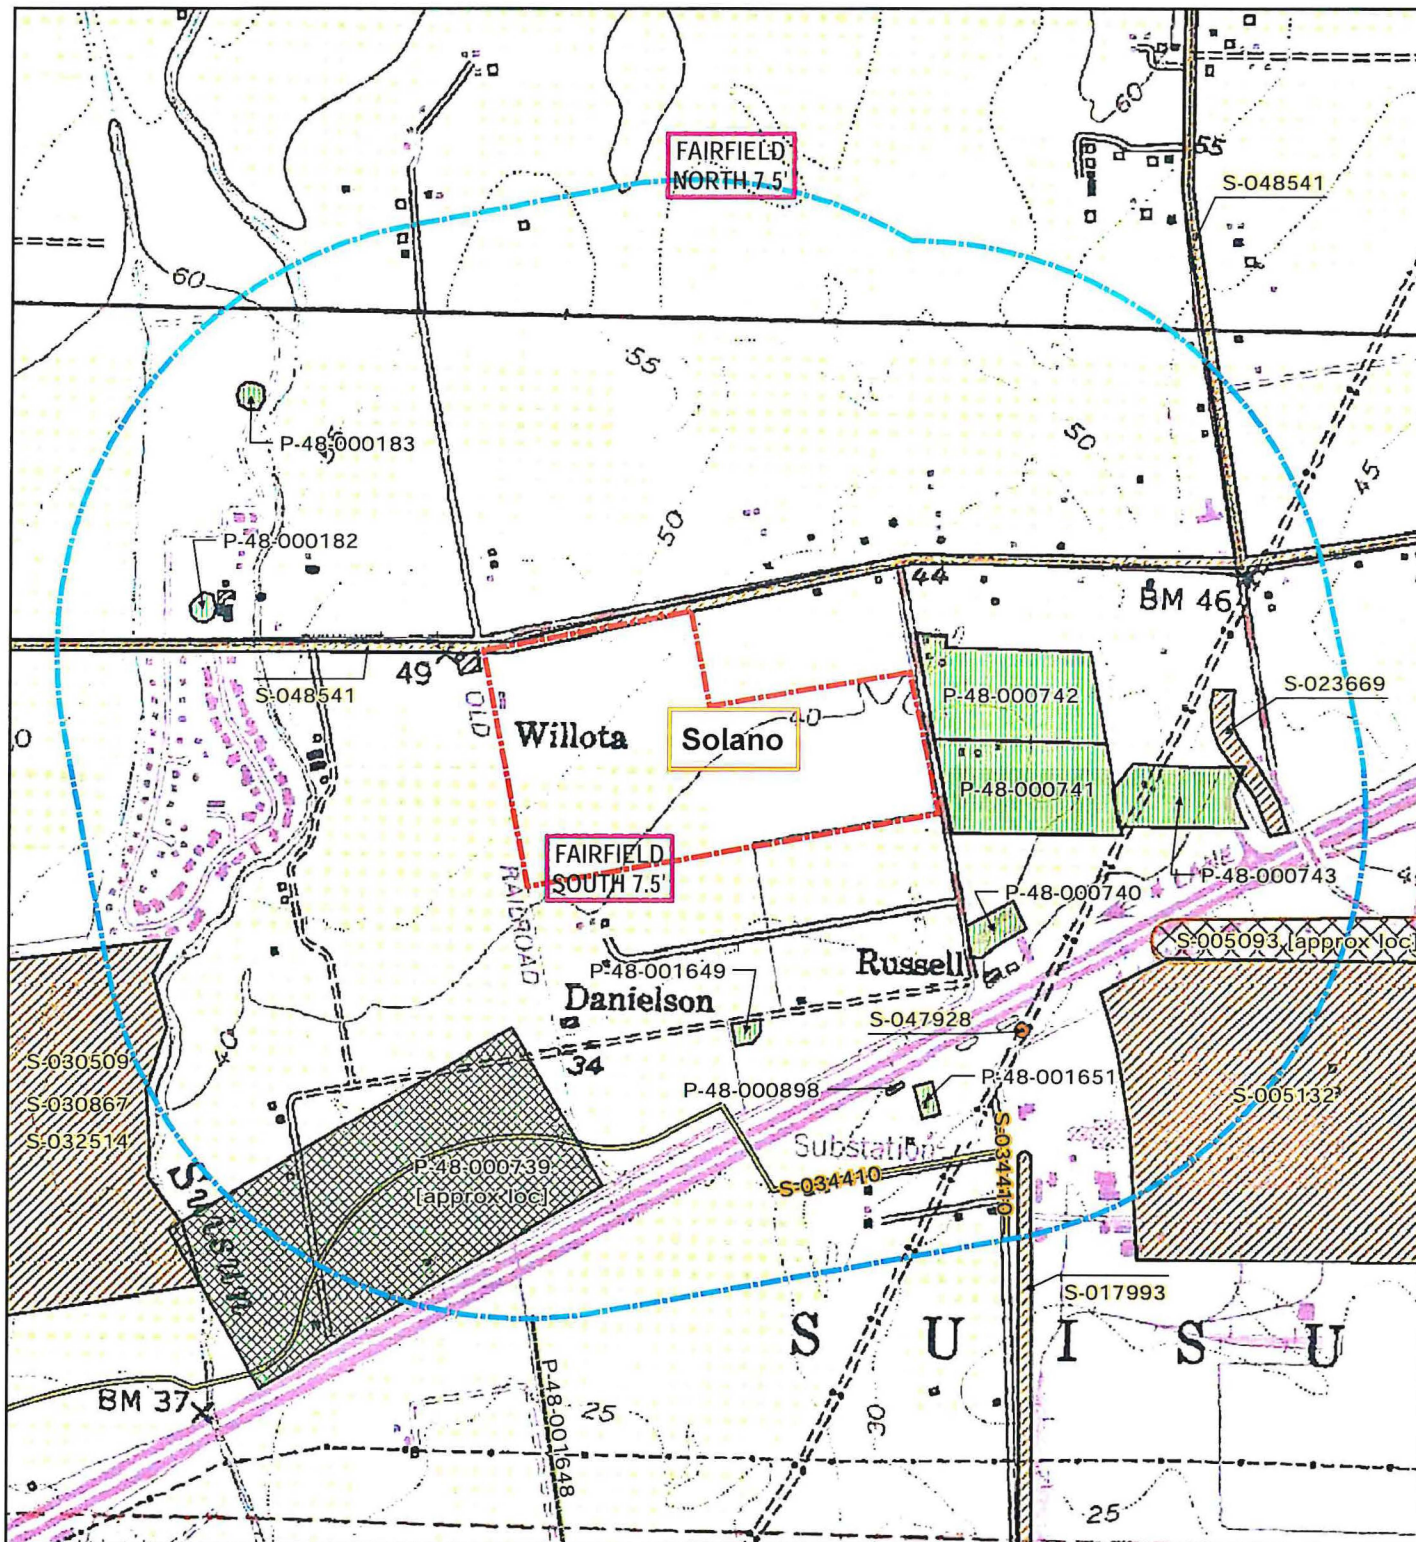 60
FAIRFIELD
NORTH 7.5'
55
S-048541
60
55
50
45
P-48-000183
50
P-48-000182
44
BM 46
49
S-048541
OLD
Willota
Solano
40
P-48-000742
S-023669
P-48-000741
FAIRFIELD
SOUTH 7.5'
RAILROAD
P-48-000743
P-48-000740
S-005093 [approx loc]
Russell
P-48-001649
Danielson
S-047928
40
34
S-030509
S-030867
S-032514
P-48-000898
P-48-001651
S-005132
Substation
S-034410
S-034410
P-48-000739
[approx loc]
Suisun
S-017993
S U I S U
BM 37
P-48-001648
25
30
25